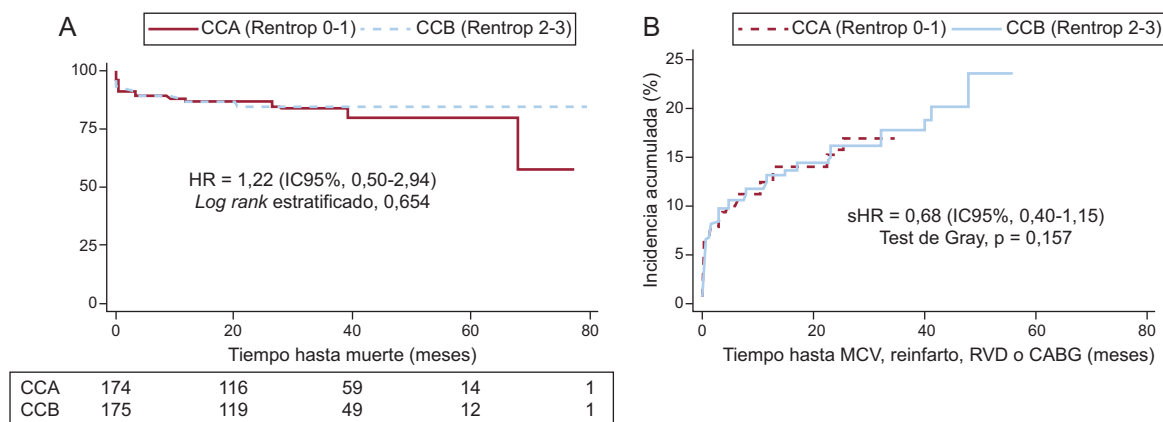 A
CCA (Rentrop 0-1) CCB (Rentrop 2-3)
100
75
50
25
0
HR = 1,22 (IC95%, 0,50-2,94)
Log rank estratificado, 0,654
0 20 40 60 80
Tiempo hasta muerte (meses)
CCA 174 116 59 14 1
CCB 175 119 49 12 1
B
CCA (Rentrop 0-1) CCB (Rentrop 2-3)
Incidencia acumulada (%)
25
20
15
10
5
0
sHR = 0,68 (IC95%, 0,40-1,15)
Test de Gray, p = 0,157
0 20 40 60 80
Tiempo hasta MCV, reinfarto, RVD o CABG (meses)